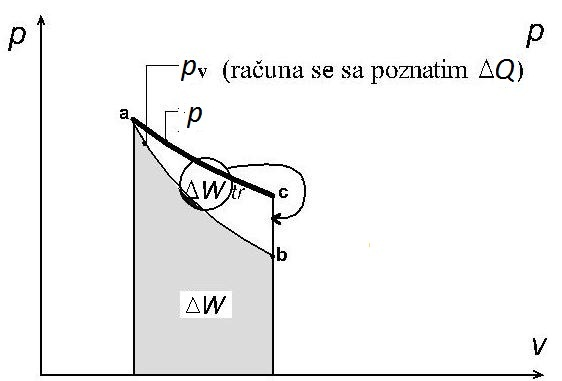 p
p
pv (računa se sa poznatim ΔQ)
a
p
ΔWtr
c
b
ΔW
v